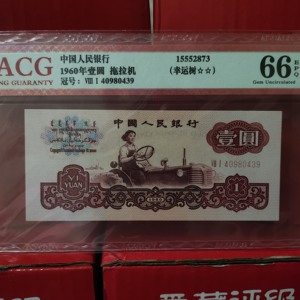 ACG
中国人民银行
1960年壹圆 拖拉机
冠号: VIII I 40980439
15552873
(幸运树☆☆)
66 EPQ
Gem Uncirculated
中国人民银行
壹圆
VIII I 40980439
YI YUAN
1960
1